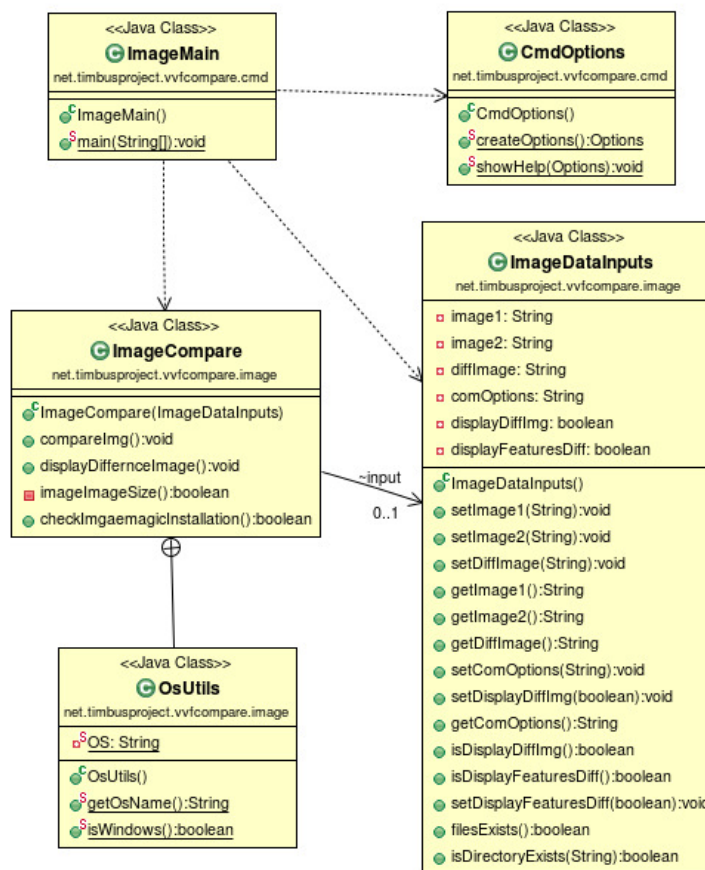 <<Java Class>>
ImageMain
net.timbusproject.vvfcompare.cmd
ImageMain()
main(String[]):void
<<Java Class>>
CmdOptions
net.timbusproject.vvfcompare.cmd
CmdOptions()
createOptions():Options
showHelp(Options):void
<<Java Class>>
ImageDataInputs
net.timbusproject.vvfcompare.image
image1: String
image2: String
diffImage: String
comOptions: String
displayDiffImg: boolean
displayFeaturesDiff: boolean
ImageDataInputs()
setImage1(String):void
setImage2(String):void
setDiffImage(String):void
getImage1():String
getImage2():String
getDiffImage():String
setComOptions(String):void
setDisplayDiffImg(boolean):void
getComOptions():String
isDisplayDiffImg():boolean
isDisplayFeaturesDiff():boolean
setDisplayFeaturesDiff(boolean):void
filesExists():boolean
isDirectoryExists(String):boolean
<<Java Class>>
ImageCompare
net.timbusproject.vvfcompare.image
ImageCompare(ImageDataInputs)
compareImg():void
displayDiffernceImage():void
imageImageSize():boolean
checkImgaemagicInstallation():boolean
~input
0..1
<<Java Class>>
OsUtils
net.timbusproject.vvfcompare.image
OS: String
OsUtils()
getOsName():String
isWindows():boolean